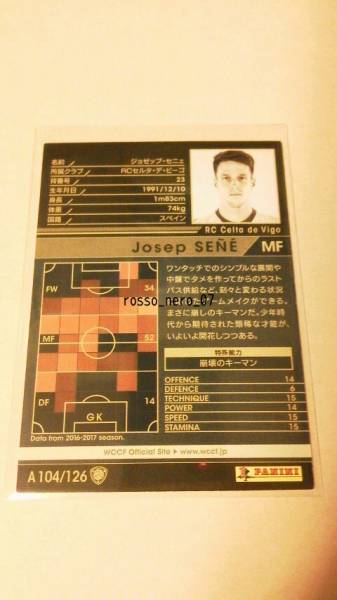 名前 ジョゼップ・セニェ
所属クラブ RCセルタ・デ・ビーゴ
背番号 23
生年月日 1991/12/10
身長 1m83cm
体重 74kg
国籍 スペイン
RC Celta de Vigo
Josep SEÑÉ MF
FW 34
MF 52
DF 14
GK
Data from 2016-2017 season.
ワンタッチでのシンプルな展開や
中盤でタメを作ってからのラスト
パス供給など、刻々と変わる状況
rosso_nero_07
ームメイクができる。
まさに崩しのキーマンだ。少年時
代から期待された類稀な才能が、
いよいよ開花しつつある。
特殊能力
崩壊のキーマン
OFFENCE 14
DEFENCE 6
TECHNIQUE 15
POWER 14
SPEED 15
STAMINA 15
WCCF Official Site ▶ www.wccf.jp
A 104/126
PANINI